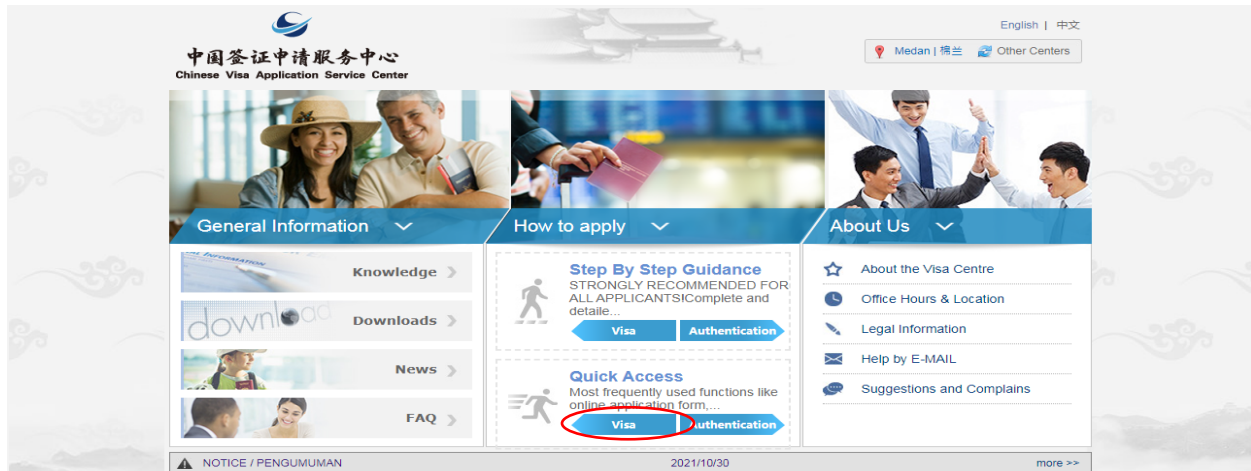 English | 中文
中国签证申请服务中心
Chinese Visa Application Service Center
Medan | 棉兰 Other Centers
General Information
How to apply
About Us
Knowledge
download
Downloads
News
FAQ
Step By Step Guidance
STRONGLY RECOMMENDED FOR
ALL APPLICANTS!Complete and
detaile...
Visa Authentication
Quick Access
Most frequently used functions like
online application form,...
Visa Authentication
About the Visa Centre
Office Hours & Location
Legal Information
Help by E-MAIL
Suggestions and Complains
NOTICE / PENGUMUMAN 2021/10/30 more >>